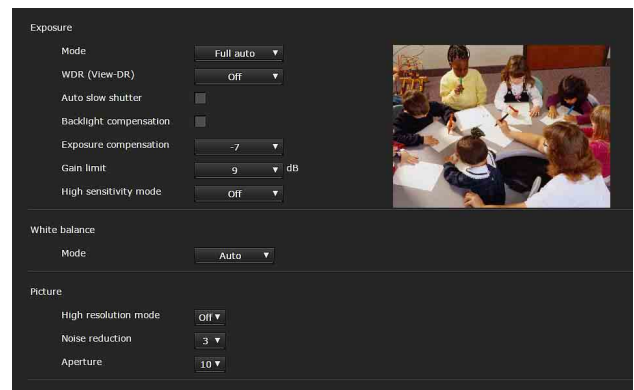 Exposure
Mode Full auto
WDR (View-DR) Off
Auto slow shutter
Backlight compensation
Exposure compensation -7
Gain limit 9 dB
High sensitivity mode Off
White balance
Mode Auto
Picture
High resolution mode Off
Noise reduction 3
Aperture 10